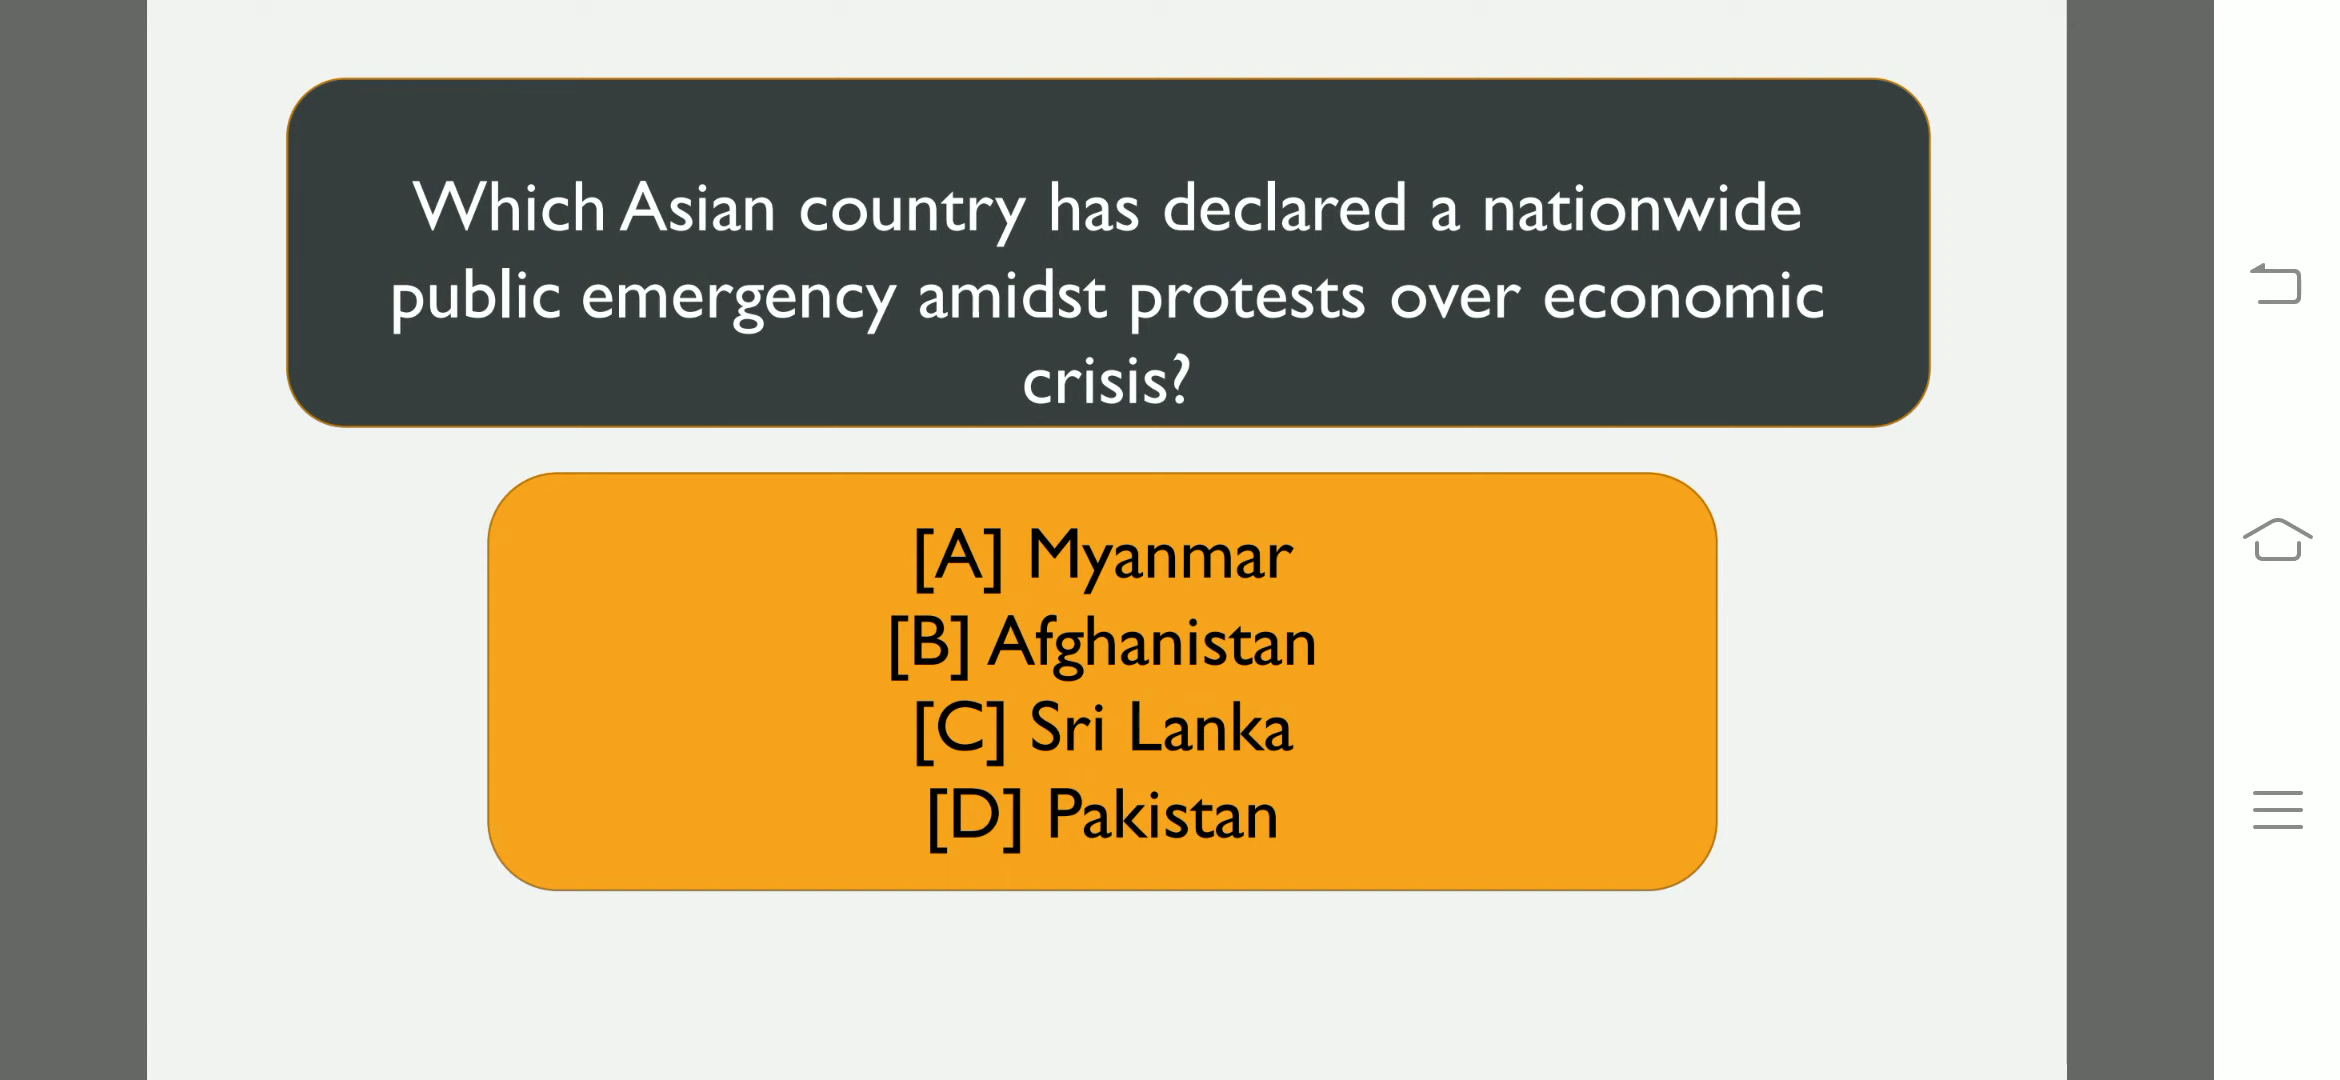 Which Asian country has declared a nationwide
public emergency amidst protests over economic
crisis?
[A] Myanmar
[B] Afghanistan
[C] Sri Lanka
[D] Pakistan